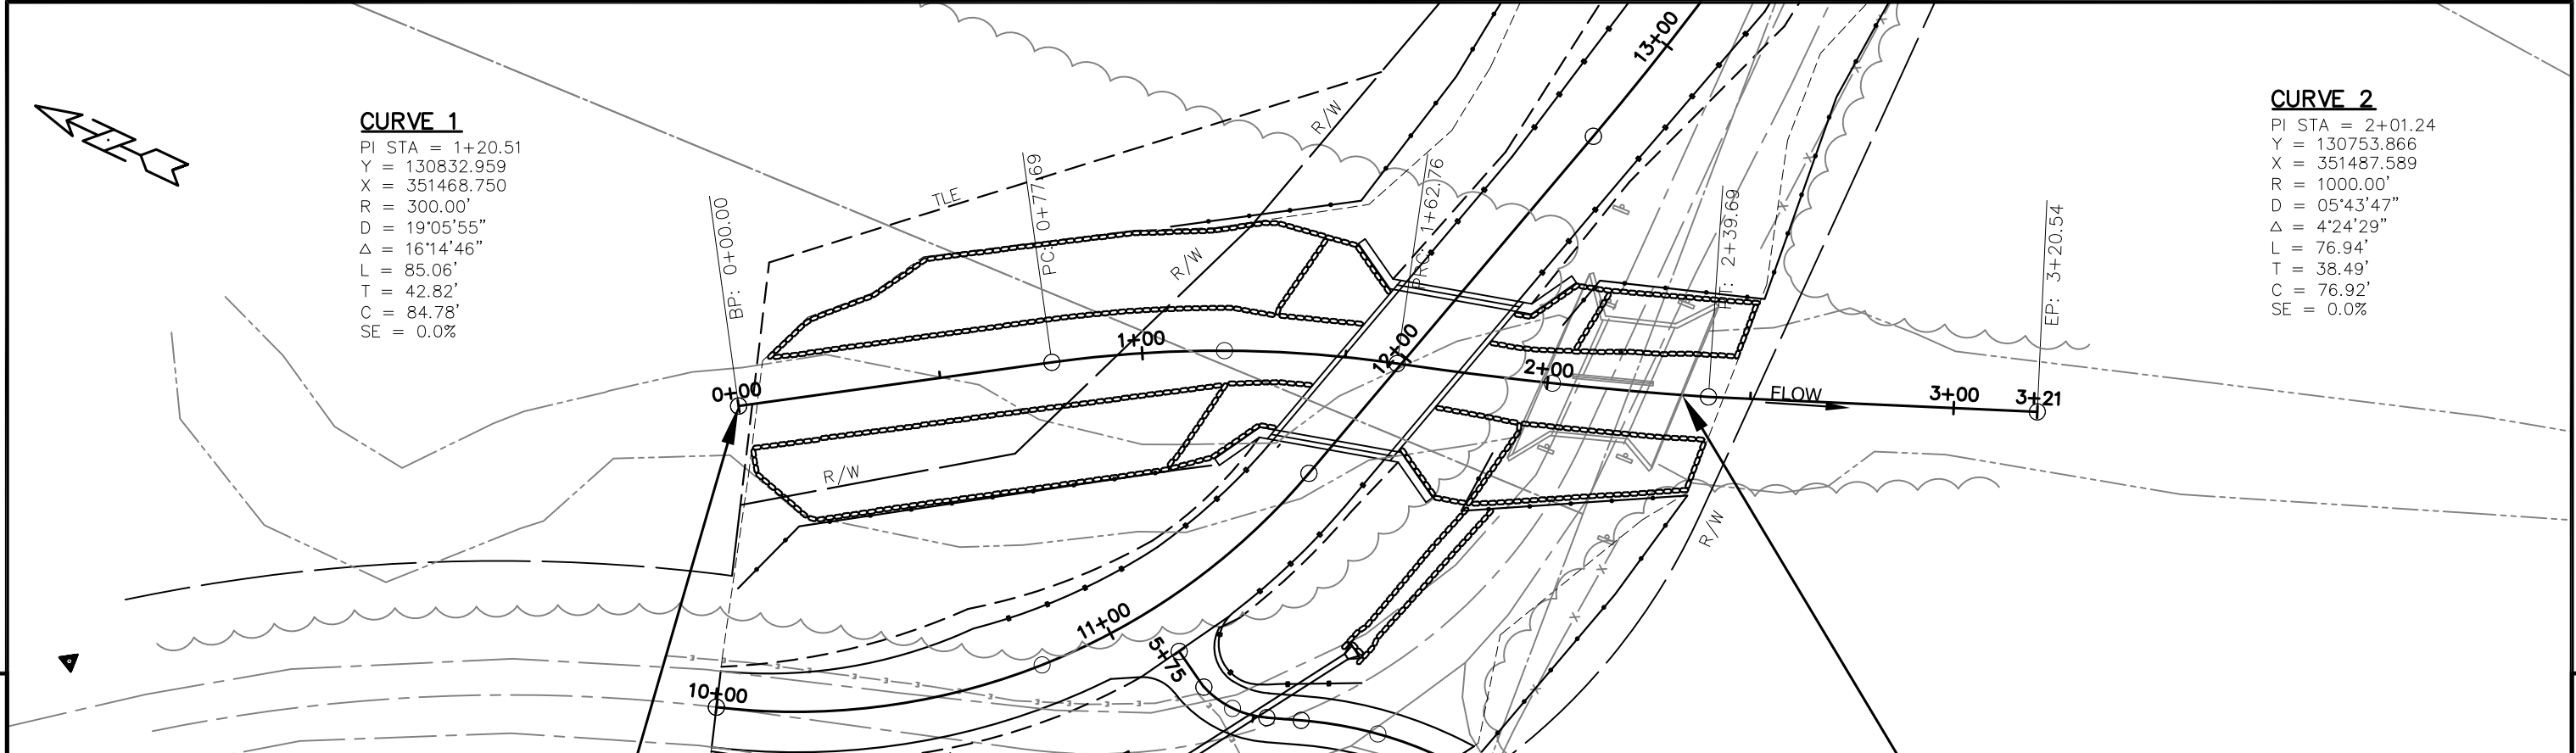 CURVE 1
PI STA = 1+20.51
Y = 130832.959
X = 351468.750
R = 300.00'
D = 19°05'55"
Δ = 16°14'46"
L = 85.06'
T = 42.82'
C = 84.78'
SE = 0.0%
CURVE 2
PI STA = 2+01.24
Y = 130753.866
X = 351487.589
R = 1000.00'
D = 05°43'47"
Δ = 4°24'29"
L = 76.94'
T = 38.49'
C = 76.92'
SE = 0.0%
13+00
R/W
TLE
BP: 0+00.00
PC: 0+77.69
R/W
PRC: 1+62.76
PT: 2+39.69
EP: 3+20.54
0+00
1+00
12+00
2+00
FLOW
3+00
3+21
R/W
R/W
11+00
5+75
10+00